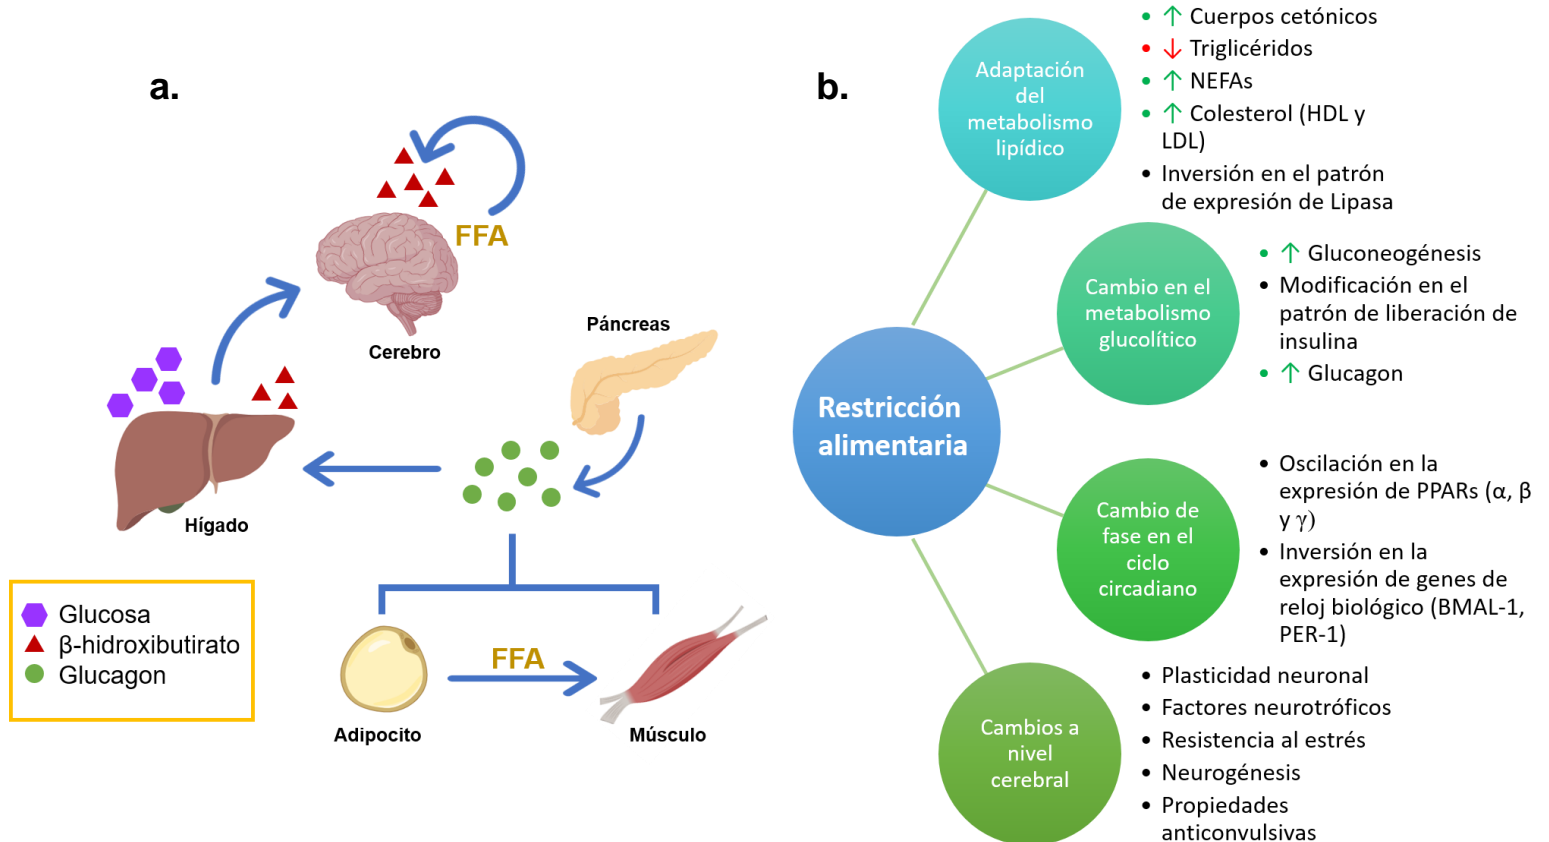 a.
FFA
Cerebro
Páncreas
Hígado
Glucosa
β-hidroxibutirato
Glucagon
FFA
Adipocito
Músculo
b.
Restricción
alimentaria
Adaptación
del
metabolismo
lipídico
• ↑ Cuerpos cetónicos
• ↓ Triglicéridos
• ↑ NEFAs
• ↑ Colesterol (HDL y
LDL)
• Inversión en el patrón
de expresión de Lipasa
Cambio en el
metabolismo
glucolítico
• ↑ Gluconeogénesis
• Modificación en el
patrón de liberación de
insulina
• ↑ Glucagon
Cambio de
fase en el
ciclo
circadiano
• Oscilación en la
expresión de PPARs (α, β
y γ)
• Inversión en la
expresión de genes de
reloj biológico (BMAL-1,
PER-1)
Cambios a
nivel
cerebral
• Plasticidad neuronal
• Factores neurotróficos
• Resistencia al estrés
• Neurogénesis
• Propiedades
anticonvulsivas